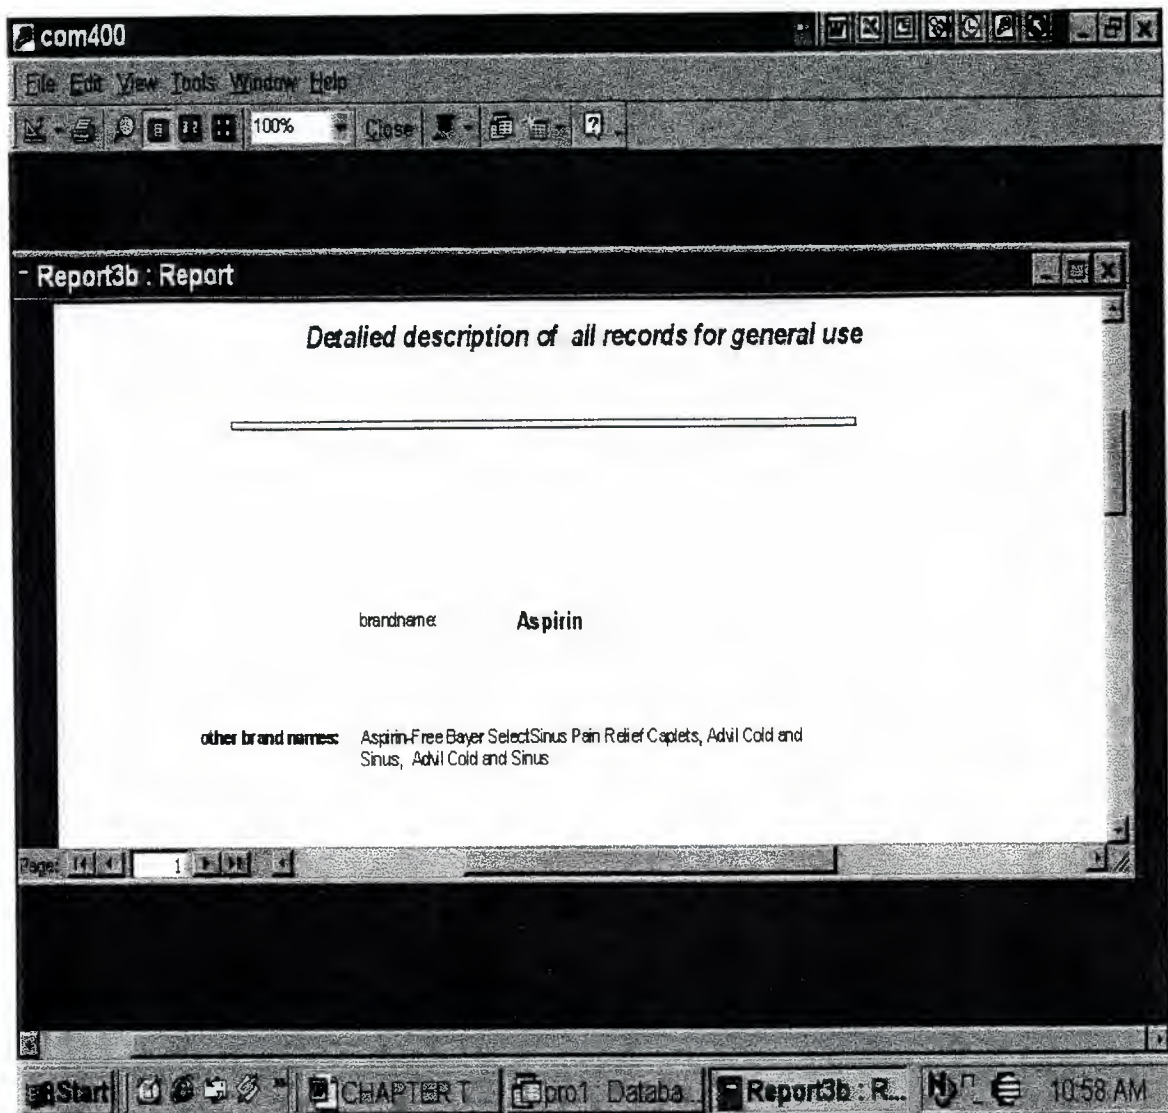 com400
File Edit View Tools Window Help
100% Close
Report3b : Report
Detalied description of all records for general use
brandname: Aspirin
other brand names: Aspirin-Free Bayer Select Sinus Pain Relief Caplets, Advil Cold and
Sinus, Advil Cold and Sinus
Page: 1
Start CHAPTER T pro1 : Databa... Report3b : R... 10:58 AM